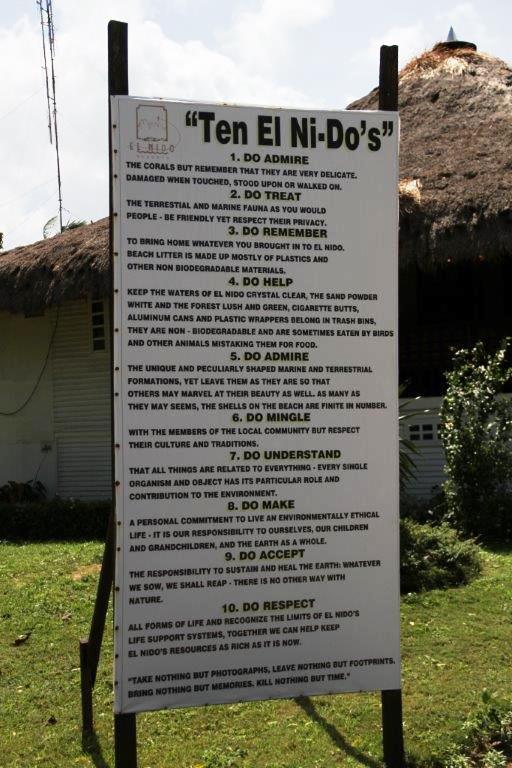 EL NIDO
RESORTS
"Ten El Ni-Do's"
1. DO ADMIRE
THE CORALS BUT REMEMBER THAT THEY ARE VERY DELICATE.
DAMAGED WHEN TOUCHED, STOOD UPON OR WALKED ON.
2. DO TREAT
THE TERRESTIAL AND MARINE FAUNA AS YOU WOULD
PEOPLE - BE FRIENDLY YET RESPECT THEIR PRIVACY.
3. DO REMEMBER
TO BRING HOME WHATEVER YOU BROUGHT IN TO EL NIDO.
BEACH LITTER IS MADE UP MOSTLY OF PLASTICS AND
OTHER NON BIODEGRADABLE MATERIALS.
4. DO HELP
KEEP THE WATERS OF EL NIDO CRYSTAL CLEAR, THE SAND POWDER
WHITE AND THE FOREST LUSH AND GREEN, CIGARETTE BUTTS,
ALUMINUM CANS AND PLASTIC WRAPPERS BELONG IN TRASH BINS,
THEY ARE NON - BIODEGRADABLE AND ARE SOMETIMES EATEN BY BIRDS
AND OTHER ANIMALS MISTAKING THEM FOR FOOD.
5. DO ADMIRE
THE UNIQUE AND PECULIARLY SHAPED MARINE AND TERRESTRIAL
FORMATIONS, YET LEAVE THEM AS THEY ARE SO THAT
OTHERS MAY MARVEL AT THEIR BEAUTY AS WELL. AS MANY AS
THEY MAY SEEMS, THE SHELLS ON THE BEACH ARE FINITE IN NUMBER.
6. DO MINGLE
WITH THE MEMBERS OF THE LOCAL COMMUNITY BUT RESPECT
THEIR CULTURE AND TRADITIONS.
7. DO UNDERSTAND
THAT ALL THINGS ARE RELATED TO EVERYTHING - EVERY SINGLE
ORGANISM AND OBJECT HAS ITS PARTICULAR ROLE AND
CONTRIBUTION TO THE ENVIRONMENT.
8. DO MAKE
A PERSONAL COMMITMENT TO LIVE AN ENVIRONMENTALLY ETHICAL
LIFE - IT IS OUR RESPONSIBILITY TO OURSELVES, OUR CHILDREN
AND GRANDCHILDREN, AND THE EARTH AS A WHOLE.
9. DO ACCEPT
THE RESPONSIBILITY TO SUSTAIN AND HEAL THE EARTH: WHATEVER
WE SOW, WE SHALL REAP - THERE IS NO OTHER WAY WITH
NATURE.
10. DO RESPECT
ALL FORMS OF LIFE AND RECOGNIZE THE LIMITS OF EL NIDO'S
LIFE SUPPORT SYSTEMS, TOGETHER WE CAN HELP KEEP
EL NIDO'S RESOURCES AS RICH AS IT IS NOW.
"TAKE NOTHING BUT PHOTOGRAPHS, LEAVE NOTHING BUT FOOTPRINTS.
BRING NOTHING BUT MEMORIES. KILL NOTHING BUT TIME."